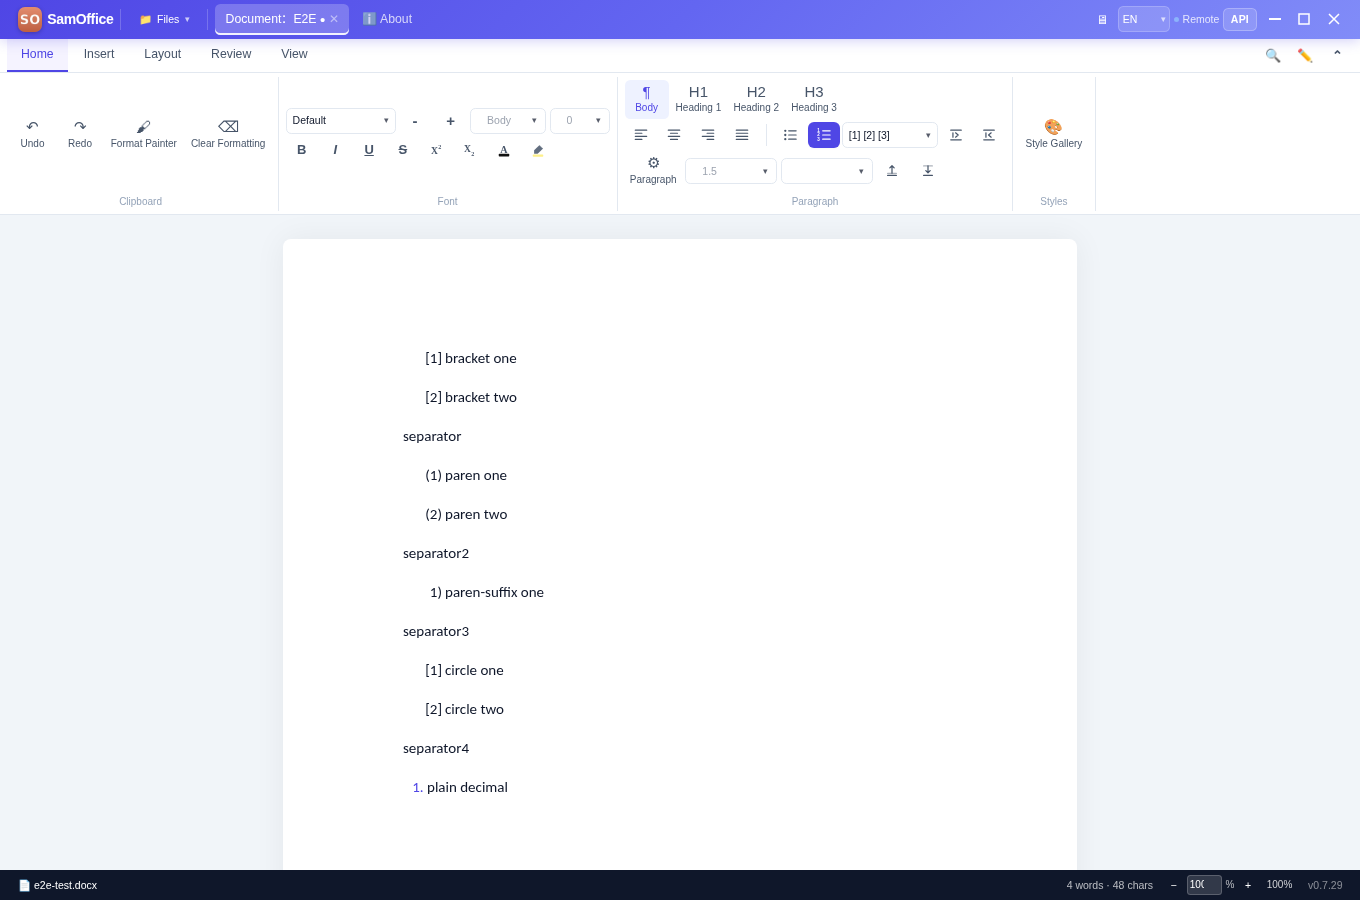 SO SamOffice 📁 Files ▾ Document: E2E ● ✕ ℹ️ About EN ▾ Remote API
Home Insert Layout Review View
Undo Redo Format Painter Clear Formatting
Clipboard
Default ▾ - + Body ▾ 0 ▾
B I U S X² X₂ A
Font
¶ H1 H2 H3
Body Heading 1 Heading 2 Heading 3
[1] [2] [3] ▾
Paragraph 1.5 ▾
Paragraph
Style Gallery
Styles
[1] bracket one
[2] bracket two
separator
(1) paren one
(2) paren two
separator2
1) paren-suffix one
separator3
[1] circle one
[2] circle two
separator4
1. plain decimal
e2e-test.docx 4 words · 48 chars − 100 % + 100% v0.7.29